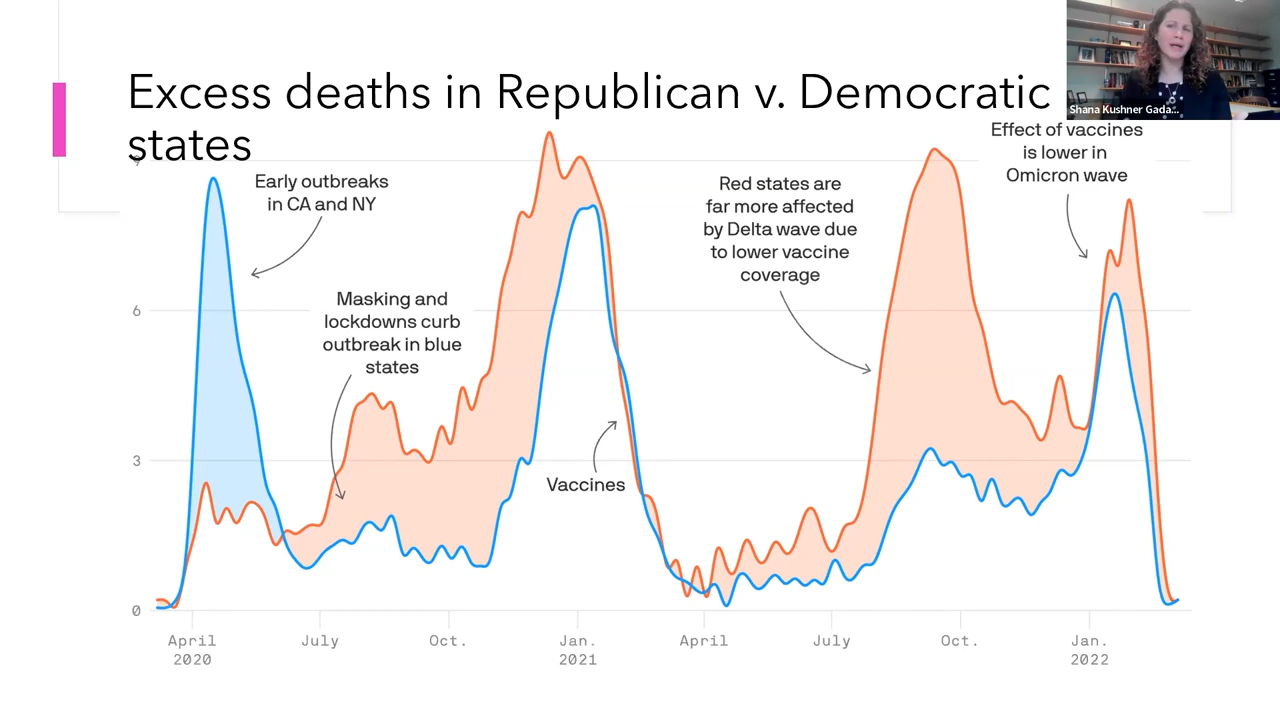 Excess deaths in Republican v. Democratic
states
Shana Kushner Gada...
9
Early outbreaks
in CA and NY
Masking and
lockdowns curb
outbreak in blue
states
Vaccines
Red states are
far more affected
by Delta wave due
to lower vaccine
coverage
Effect of vaccines
is lower in
Omicron wave
6
3
0
April
2020
July
Oct.
Jan.
2021
April
July
Oct.
Jan.
2022